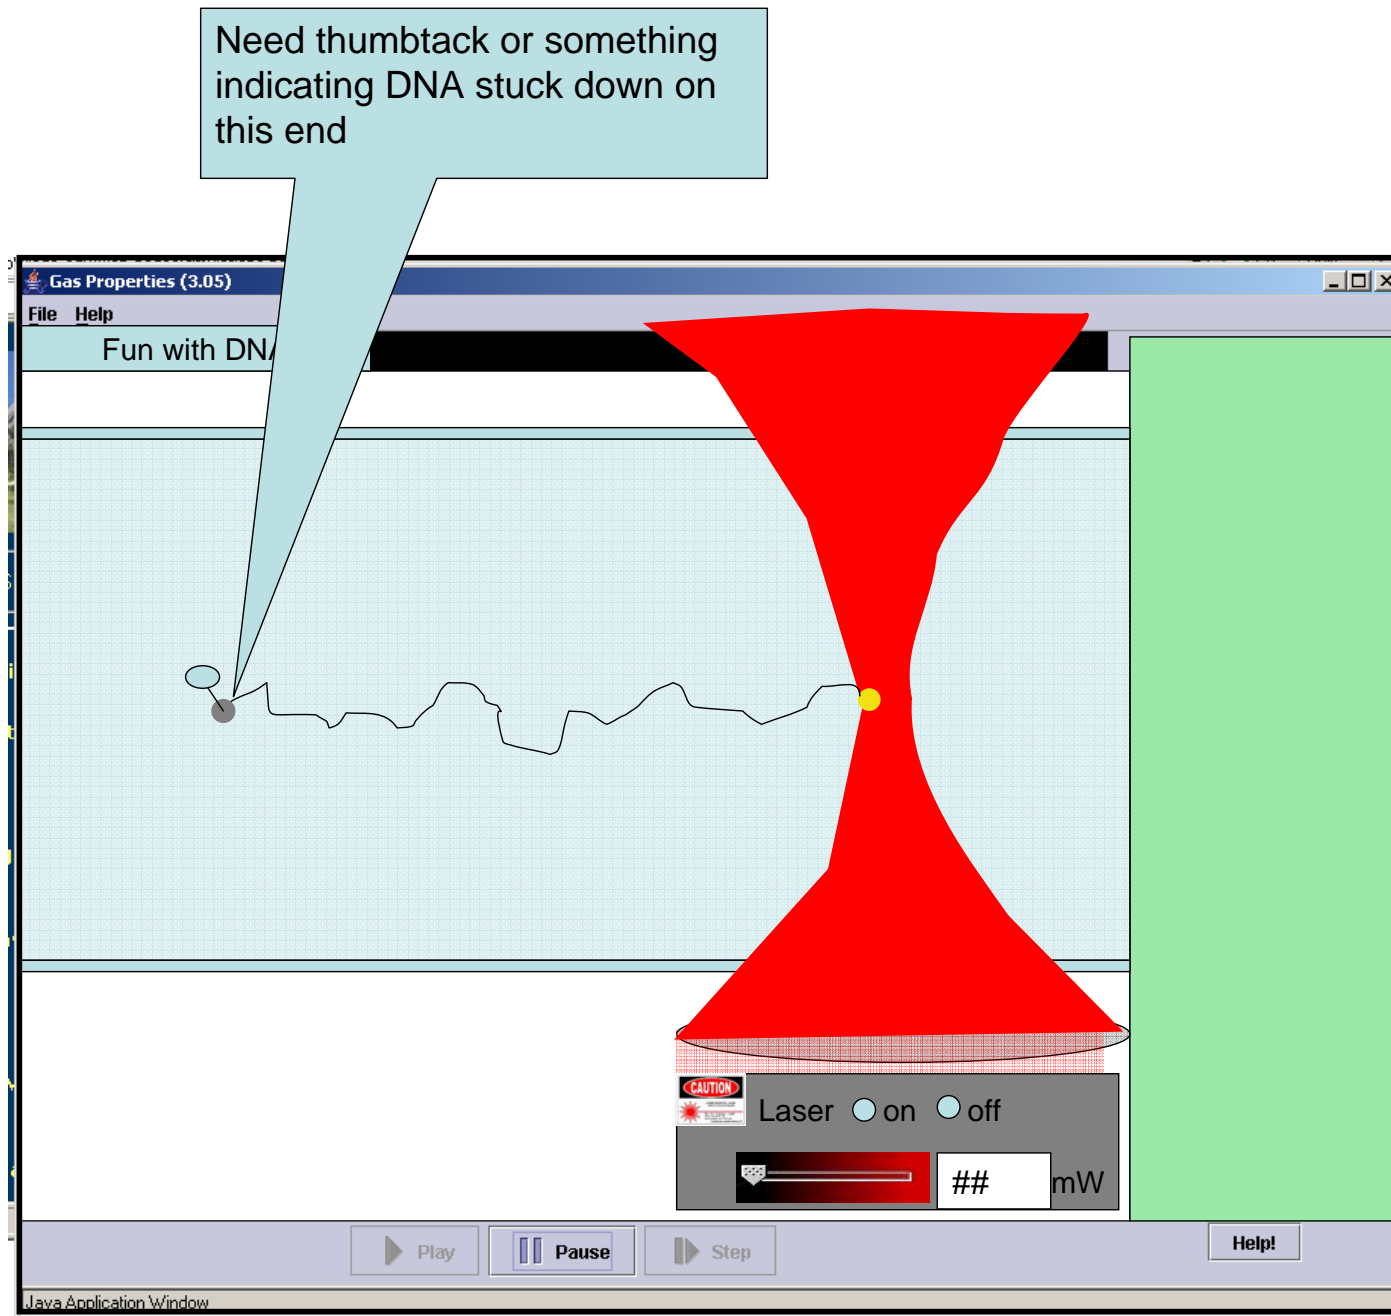 Need thumbtack or something
indicating DNA stuck down on
this end
Gas Properties (3.05)
File Help
Fun with DNA
CAUTION
Laser on off
## mW
Play Pause Step Help!
Java Application Window